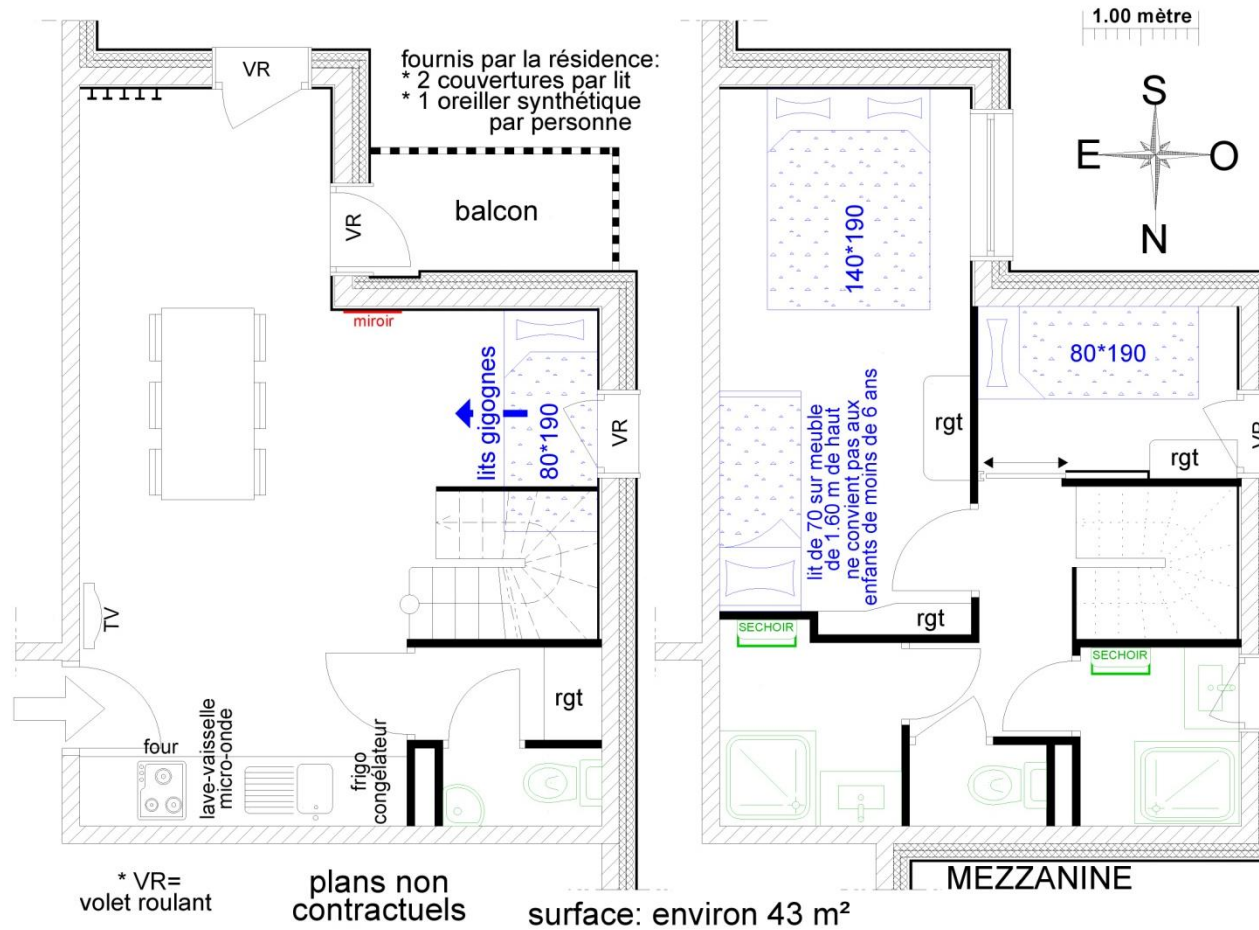 1.00 mètre
fournis par la résidence:
* 2 couvertures par lit
* 1 oreiller synthétique
par personne
VR
S
E
O
N
VR
balcon
miroir
lits gigognes
80*190
VR
TV
rgt
four
lave-vaisselle
micro-onde
frigo
congélateur
140*190
80*190
rgt
rgt
VR
lit de 70 sur meuble
de 1.60 m de haut
ne convient pas aux
enfants de moins de 6 ans
rgt
SECHOIR
SECHOIR
* VR=
volet roulant
plans non
contractuels
surface: environ 43 m²
MEZZANINE